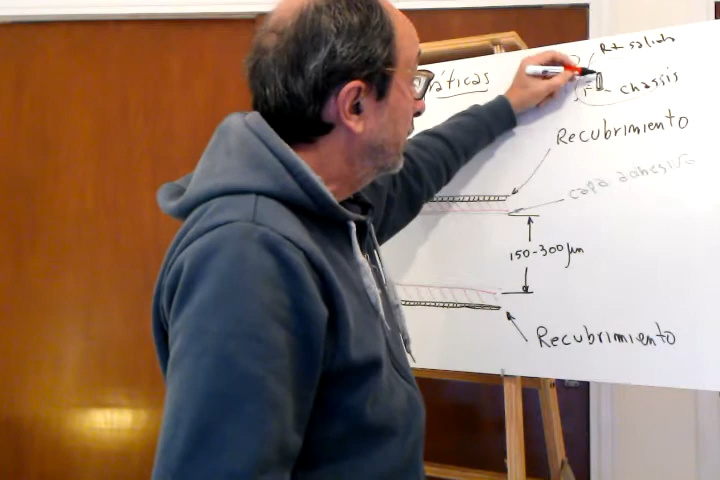 áticas
Rt salida
chassis
Recubrimiento
capa adhesiva
150-300 µm
Recubrimiento